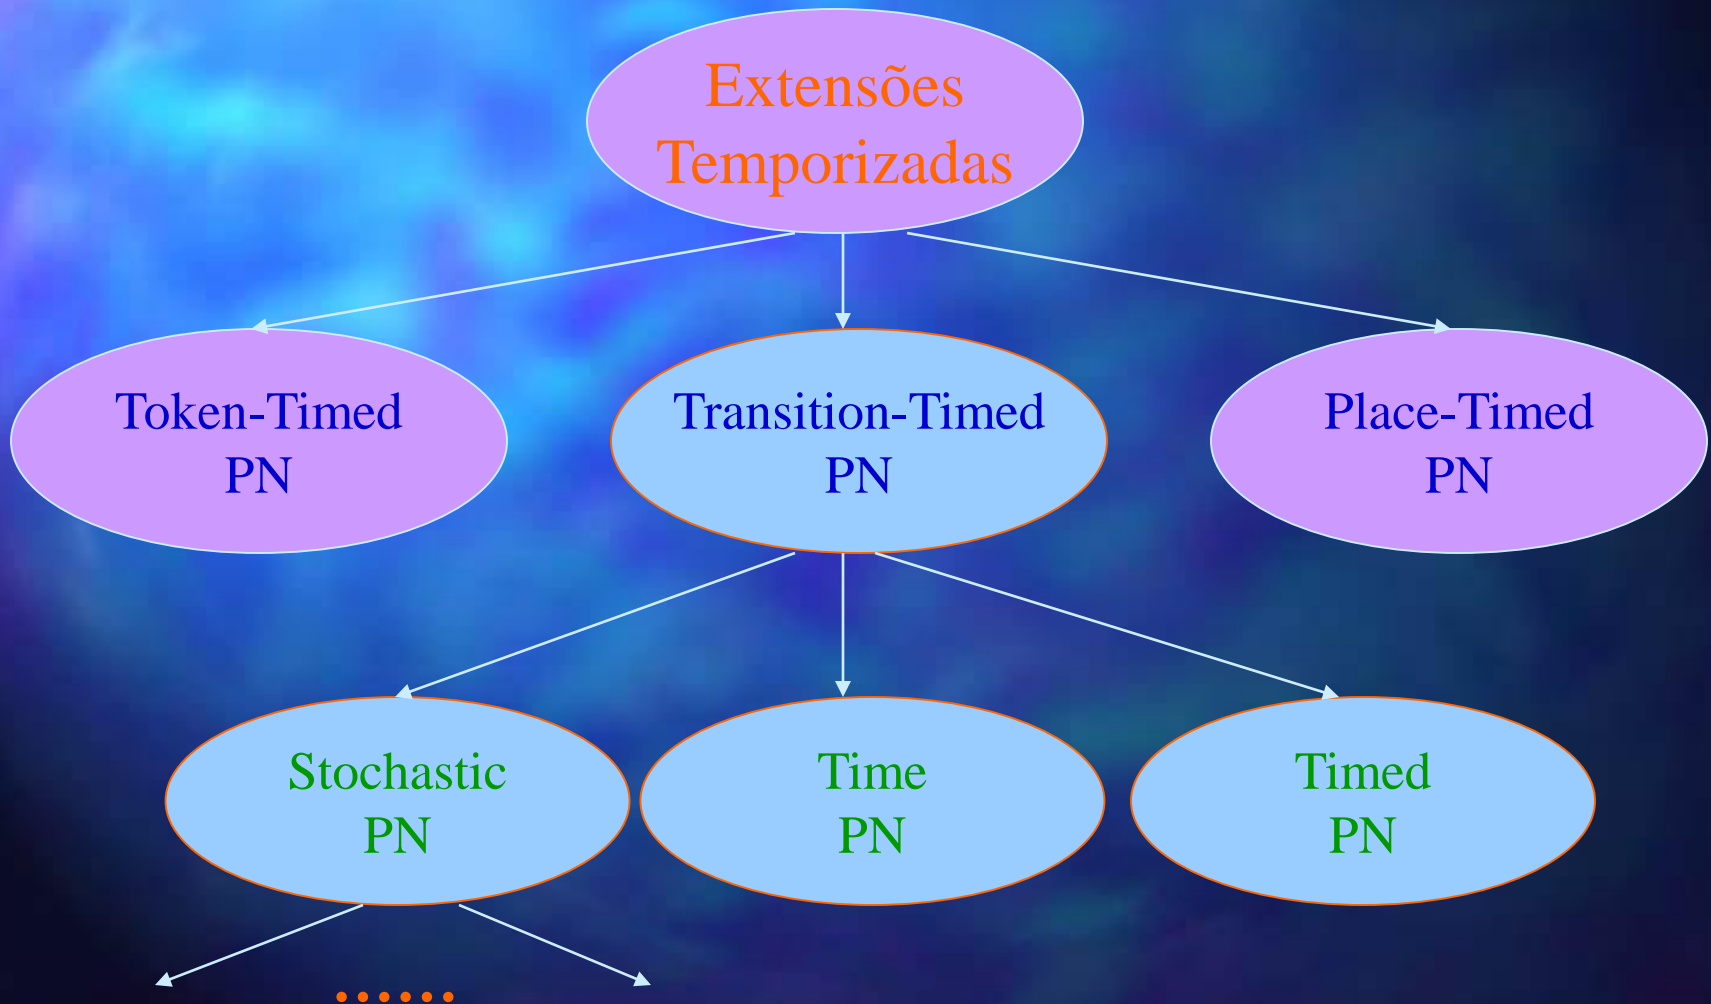 Extensões
Temporizadas
Token-Timed
PN
Transition-Timed
PN
Place-Timed
PN
Stochastic
PN
Time
PN
Timed
PN
......